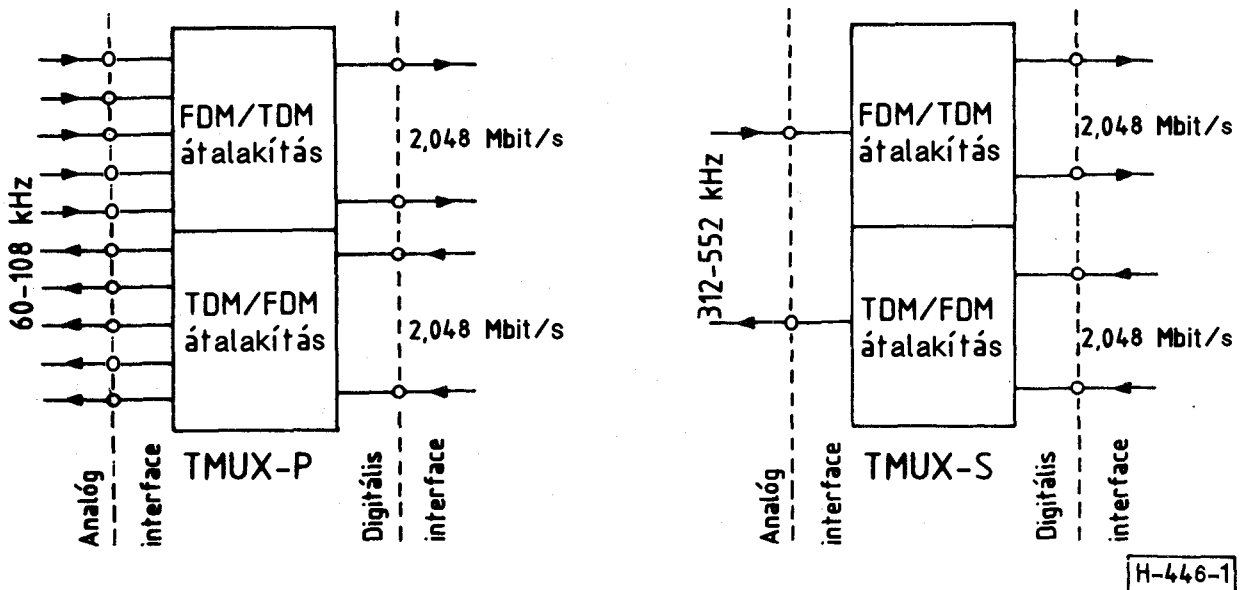 60-108 kHz
FDM/TDM
átalakítás
2,048 Mbit/s
TDM/FDM
átalakítás
2,048 Mbit/s
Analóg
interface
TMUX-P
Digitális
interface
312-552 kHz
FDM/TDM
átalakítás
2,048 Mbit/s
TDM/FDM
átalakítás
2,048 Mbit/s
Analóg
interface
TMUX-S
Digitális
interface
H-446-1